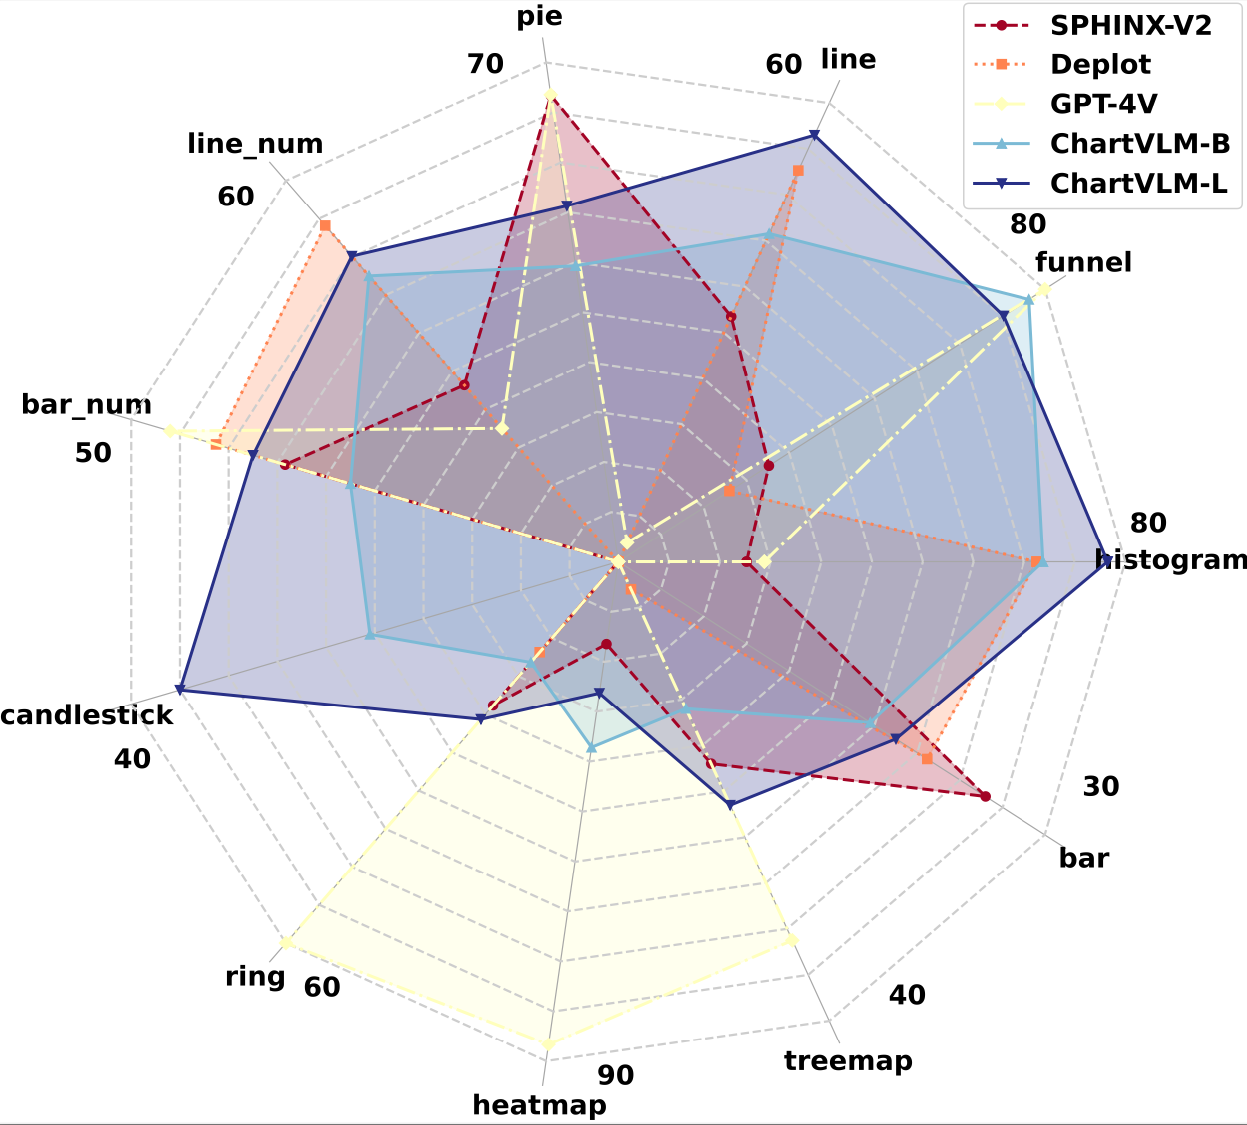 pie
70
60 line
SPHINX-V2
Deplot
GPT-4V
ChartVLM-B
ChartVLM-L
line_num
60
80
funnel
bar_num
50
80
histogram
candlestick
40
30
bar
ring 60
40
treemap
90
heatmap